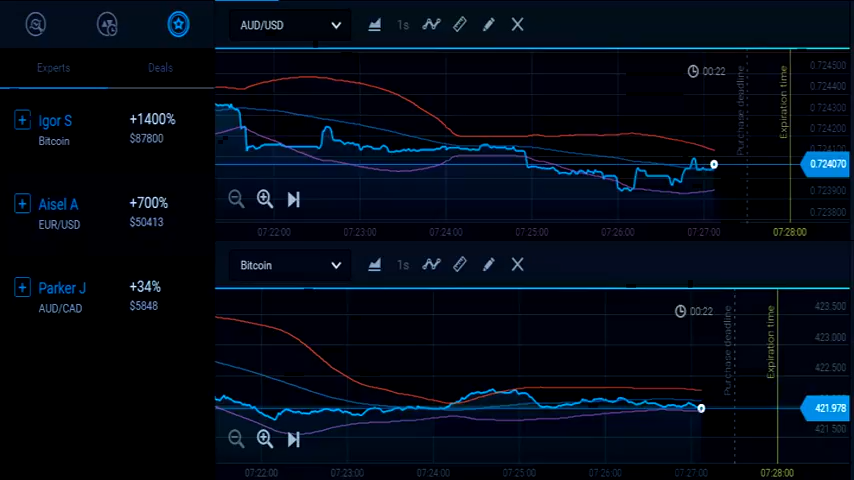 Experts Deals
Igor S +1400%
Bitcoin $87800
Aisel A +700%
EUR/USD $50413
Parker J +34%
AUD/CAD $5848
AUD/USD 1s
00:22
Purchase deadline
Expiration time
0.724500
0.724400
0.724300
0.724200
0.724100
0.724070
0.723900
0.723800
07:22:00 07:23:00 07:24:00 07:25:00 07:26:00 07:27:00 07:28:00
Bitcoin 1s
00:22
Purchase deadline
Expiration time
423.500
423.000
422.500
421.978
421.500
07:22:00 07:23:00 07:24:00 07:25:00 07:26:00 07:27:00 07:28:00